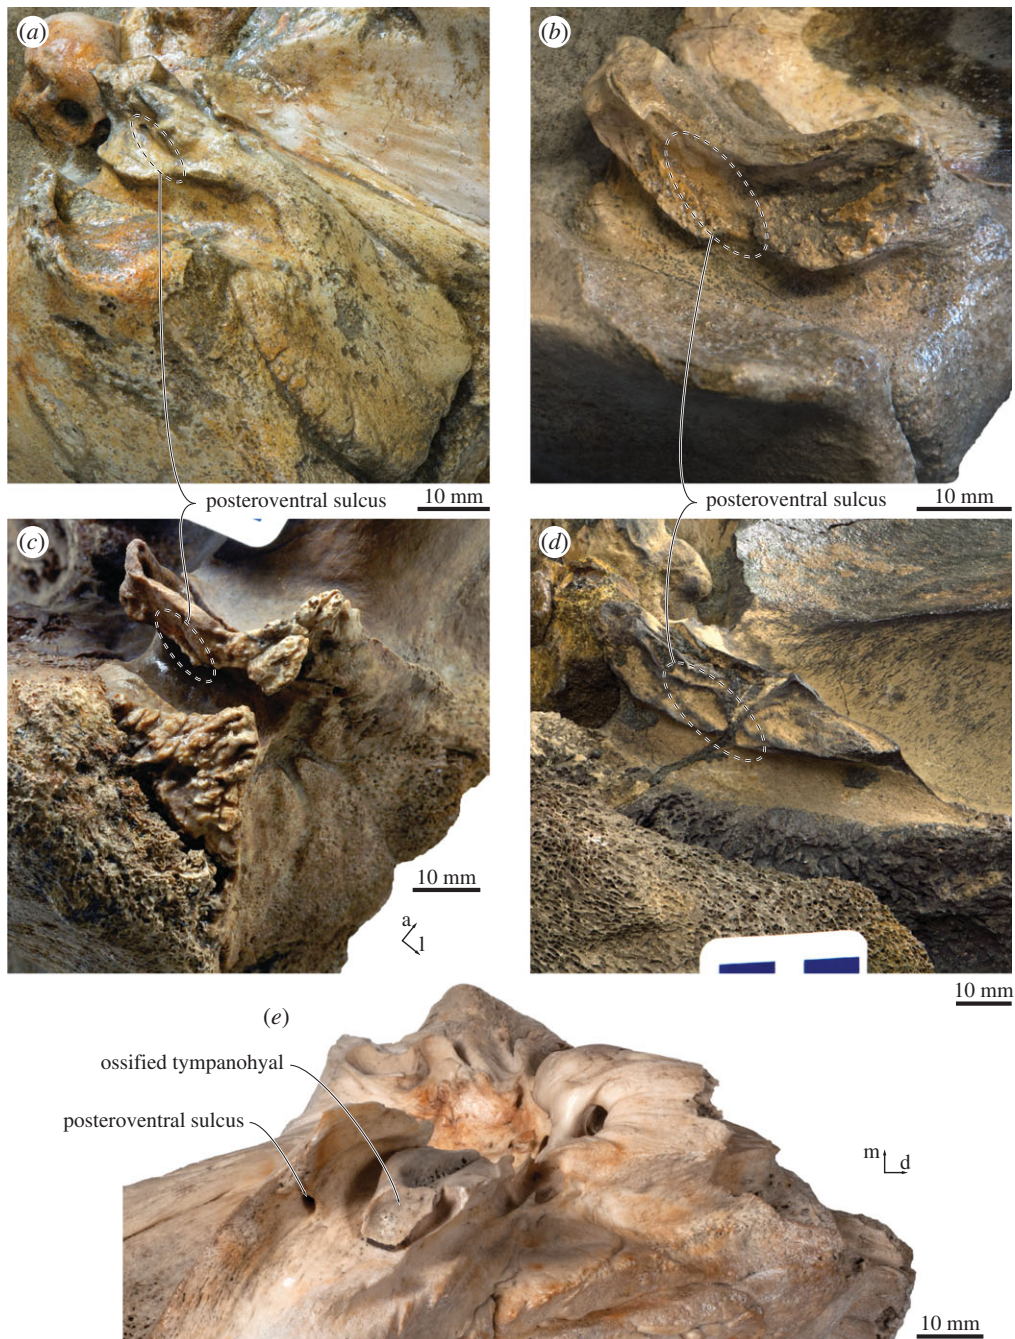 (a)
(b)
10 mm
posteroventral sulcus
10 mm
posteroventral sulcus
(c)
(d)
10 mm
a
l
10 mm
(e)
ossified tympanohyal
posteroventral sulcus
m
d
10 mm